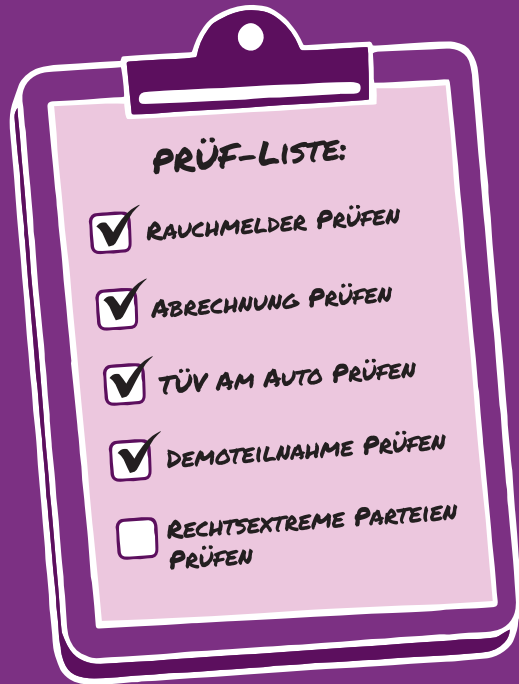 Prüf-Liste:
Rauchmelder Prüfen
Abrechnung Prüfen
TÜV Am Auto Prüfen
Demoteilnahme Prüfen
Rechtsextreme Parteien
Prüfen